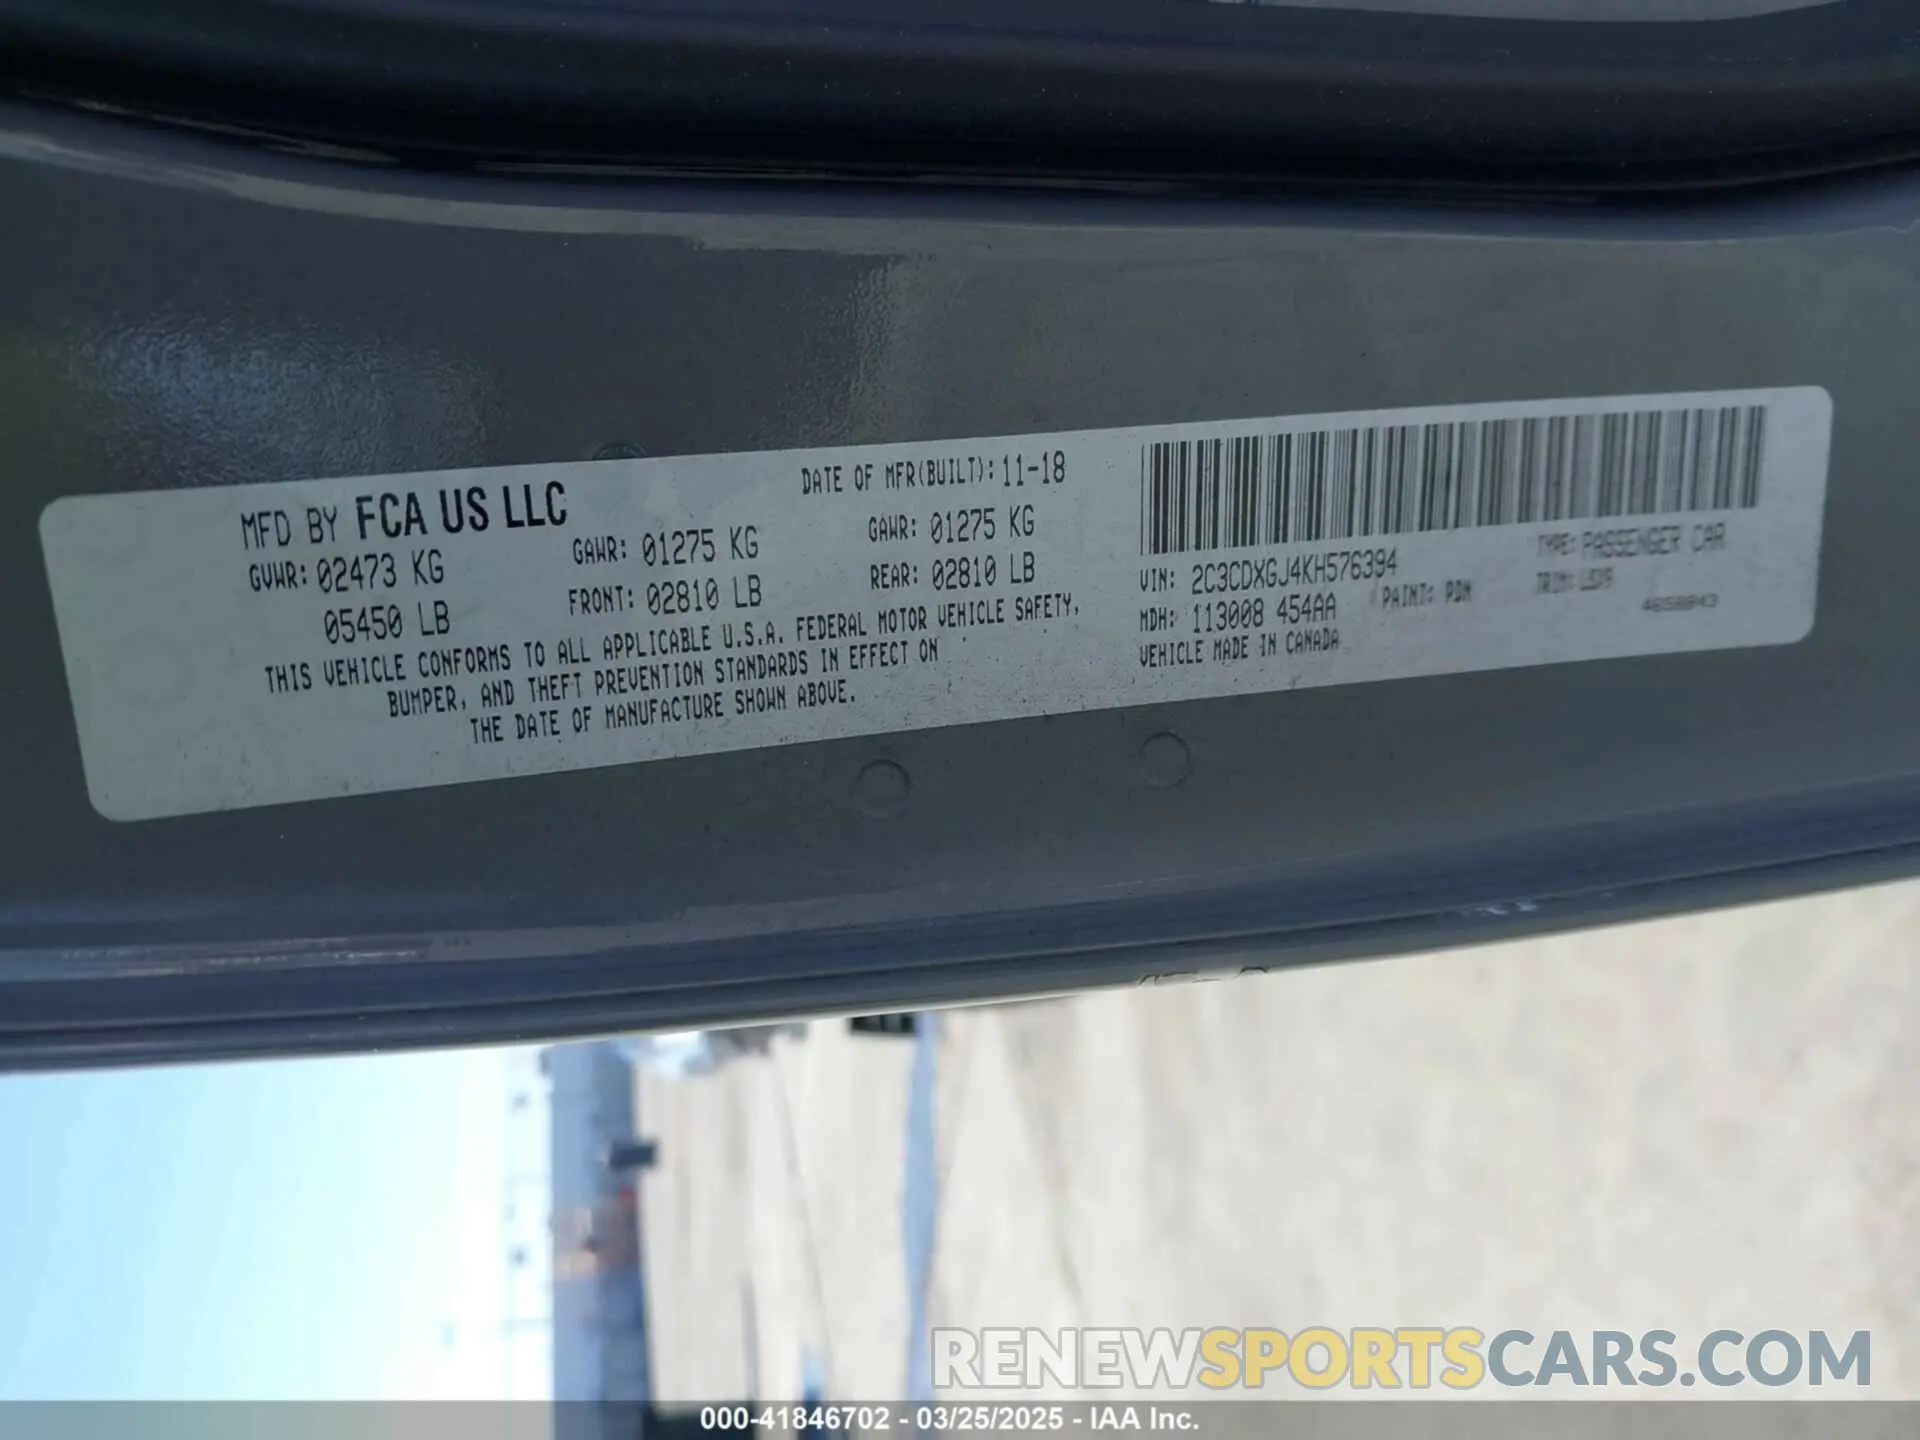 MFD BY FCA US LLC
DATE OF MFR(BUILT): 11-18
GVWR: 02473 KG
05450 LB
GAWR: 01275 KG
FRONT: 02810 LB
GAWR: 01275 KG
REAR: 02810 LB
THIS VEHICLE CONFORMS TO ALL APPLICABLE U.S.A. FEDERAL MOTOR VEHICLE SAFETY,
BUMPER, AND THEFT PREVENTION STANDARDS IN EFFECT ON
THE DATE OF MANUFACTURE SHOWN ABOVE.
VIN: 2C3CDXGJ4KH576394
TYPE: PASSENGER CAR
MDH: 113008 454AA
PAINT: PDN
TRIM:
VEHICLE MADE IN CANADA
RENEWSPORTSCARS.COM
000-41846702 - 03/25/2025 - IAA Inc.